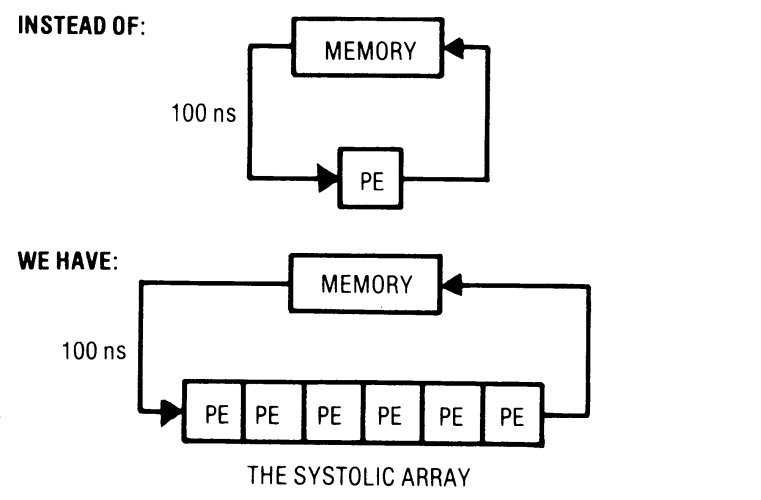 INSTEAD OF:
MEMORY
100 ns
PE
WE HAVE:
MEMORY
100 ns
PE PE PE PE PE PE
THE SYSTOLIC ARRAY